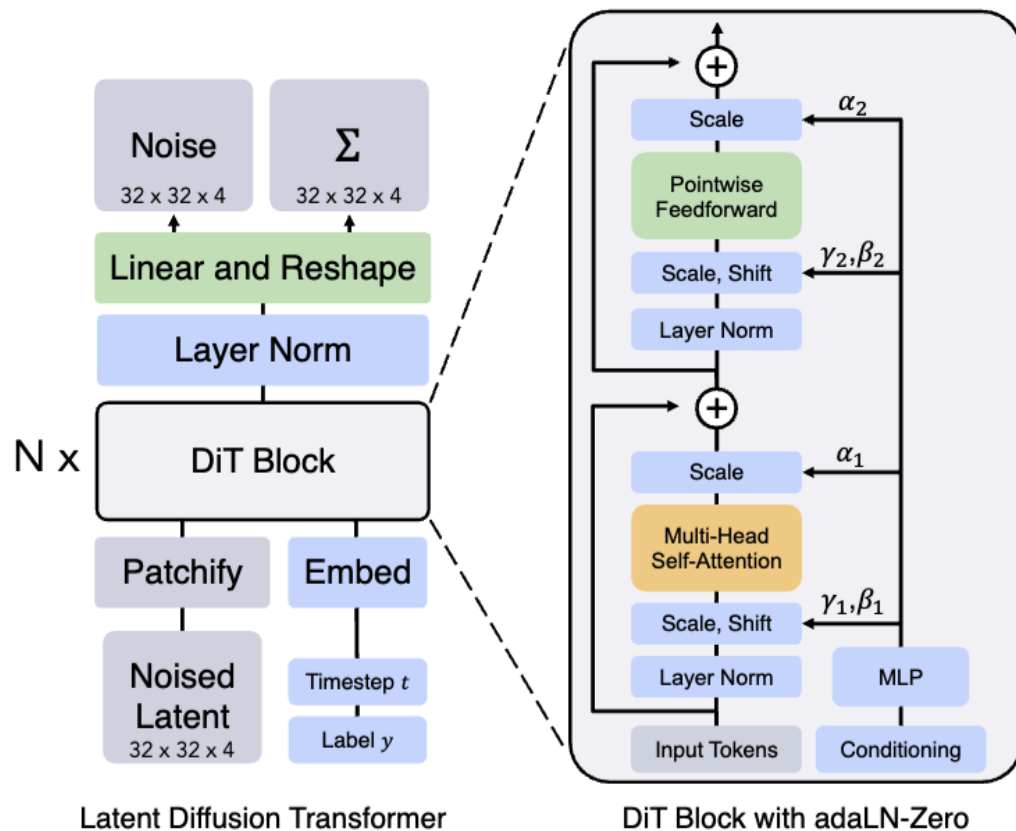 Noise
32 x 32 x 4
Σ
32 x 32 x 4
Linear and Reshape
Layer Norm
N x
DiT Block
Patchify
Embed
Noised
Latent
32 x 32 x 4
Timestep t
Label y
Latent Diffusion Transformer
+
Scale
α₂
Pointwise
Feedforward
Scale, Shift
γ₂,β₂
Layer Norm
+
Scale
α₁
Multi-Head
Self-Attention
Scale, Shift
γ₁,β₁
Layer Norm
MLP
Input Tokens
Conditioning
DiT Block with adaLN-Zero